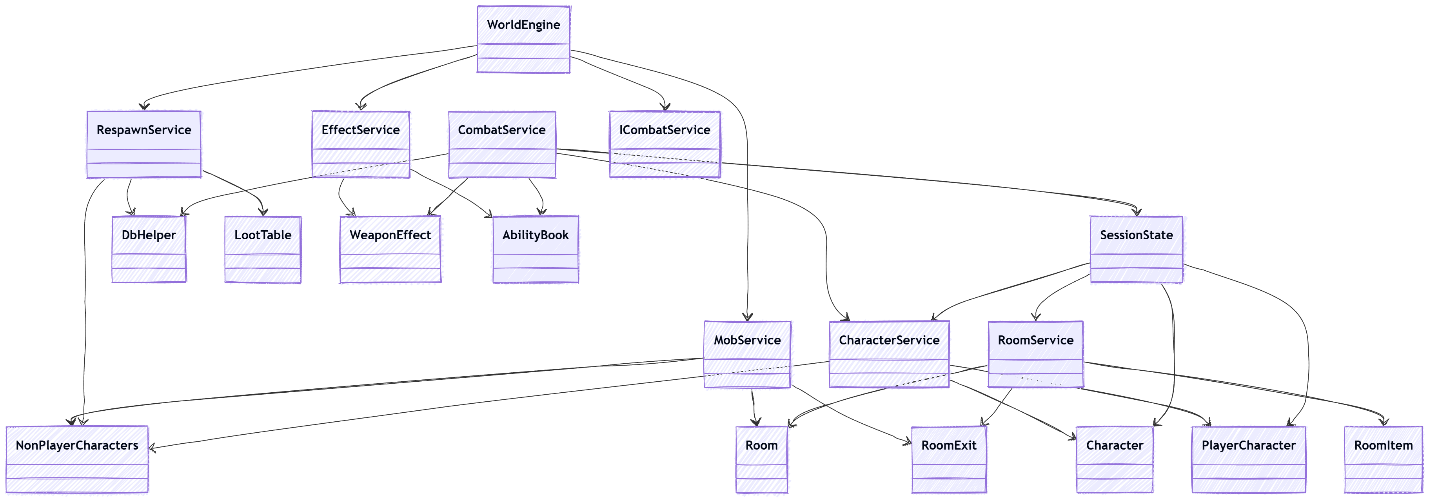 WorldEngine
RespawnService
EffectService
CombatService
ICombatService
DbHelper
LootTable
WeaponEffect
AbilityBook
SessionState
MobService
CharacterService
RoomService
NonPlayerCharacters
Room
RoomExit
Character
PlayerCharacter
RoomItem